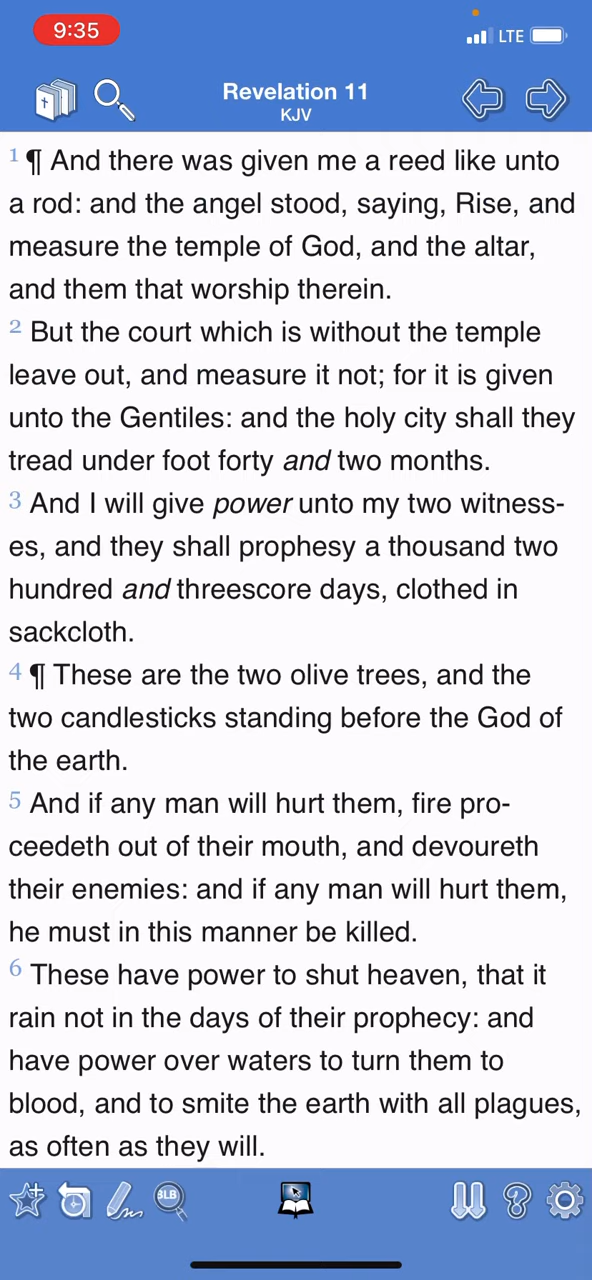 9:35
LTE
Revelation 11
KJV
1 ¶ And there was given me a reed like unto
a rod: and the angel stood, saying, Rise, and
measure the temple of God, and the altar,
and them that worship therein.
2 But the court which is without the temple
leave out, and measure it not; for it is given
unto the Gentiles: and the holy city shall they
tread under foot forty and two months.
3 And I will give power unto my two witness-
es, and they shall prophesy a thousand two
hundred and threescore days, clothed in
sackcloth.
4 ¶ These are the two olive trees, and the
two candlesticks standing before the God of
the earth.
5 And if any man will hurt them, fire pro-
ceedeth out of their mouth, and devoureth
their enemies: and if any man will hurt them,
he must in this manner be killed.
6 These have power to shut heaven, that it
rain not in the days of their prophecy: and
have power over waters to turn them to
blood, and to smite the earth with all plagues,
as often as they will.
BLB